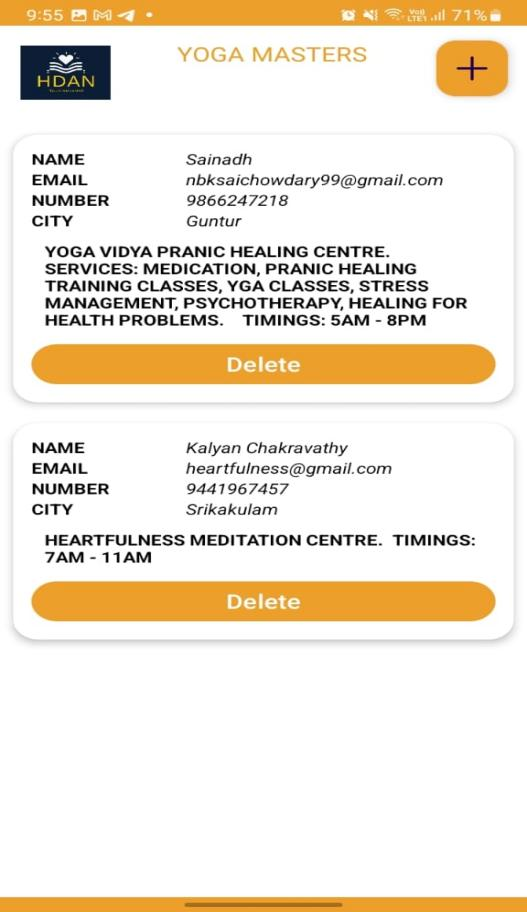 9:55 71%
YOGA MASTERS
HDAN
+
NAME Sainadh
EMAIL nbksaichowdary99@gmail.com
NUMBER 9866247218
CITY Guntur
YOGA VIDYA PRANIC HEALING CENTRE.
SERVICES: MEDICATION, PRANIC HEALING
TRAINING CLASSES, YGA CLASSES, STRESS
MANAGEMENT, PSYCHOTHERAPY, HEALING FOR
HEALTH PROBLEMS. TIMINGS: 5AM - 8PM
Delete
NAME Kalyan Chakravathy
EMAIL heartfulness@gmail.com
NUMBER 9441967457
CITY Srikakulam
HEARTFULNESS MEDITATION CENTRE. TIMINGS:
7AM - 11AM
Delete